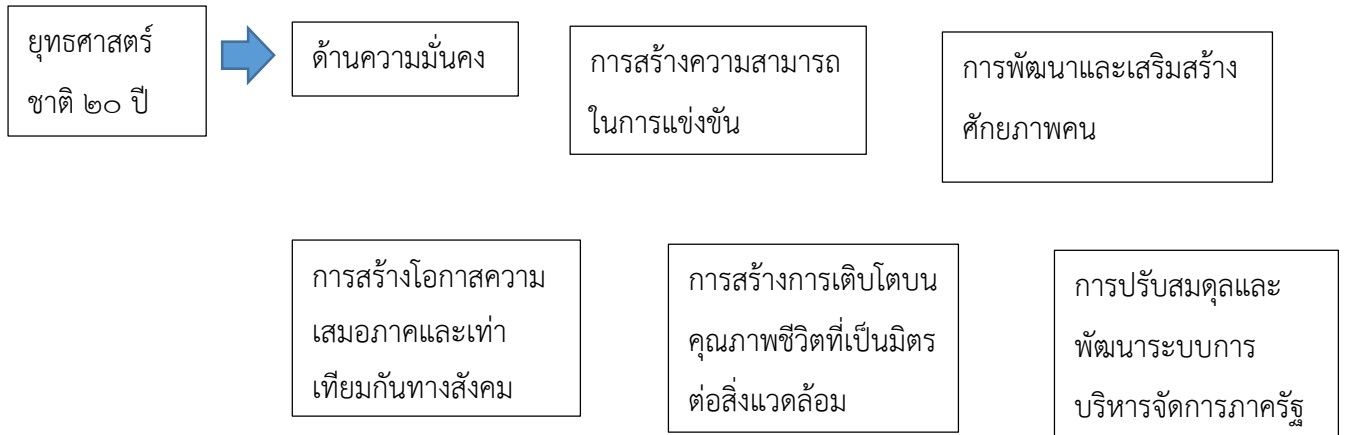 ยุทธศาสตร์
ชาติ ๒๐ ปี
ด้านความมั่นคง
การสร้างความสามารถ
ในการแข่งขัน
การพัฒนาและเสริมสร้าง
ศักยภาพคน
การสร้างโอกาสความ
เสมอภาคและเท่า
เทียมกันทางสังคม
การสร้างการเติบโตบน
คุณภาพชีวิตที่เป็นมิตร
ต่อสิ่งแวดล้อม
การปรับสมดุลและ
พัฒนาระบบการ
บริหารจัดการภาครัฐ